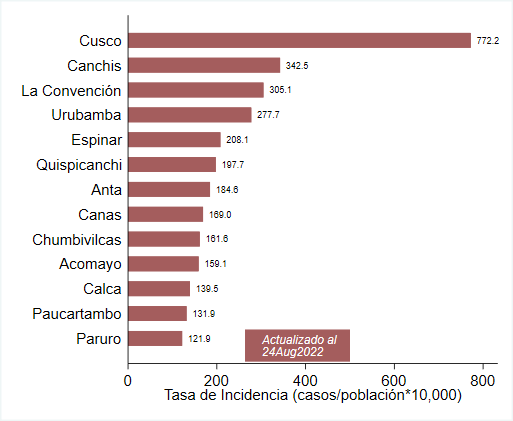 Cusco 772.2
Canchis 342.5
La Convención 305.1
Urubamba 277.7
Espinar 208.1
Quispicanchi 197.7
Anta 184.6
Canas 169.0
Chumbivilcas 161.6
Acomayo 159.1
Calca 139.5
Paucartambo 131.9
Paruro 121.9
Actualizado al
24Aug2022
0 200 400 600 800
Tasa de Incidencia (casos/población*10,000)